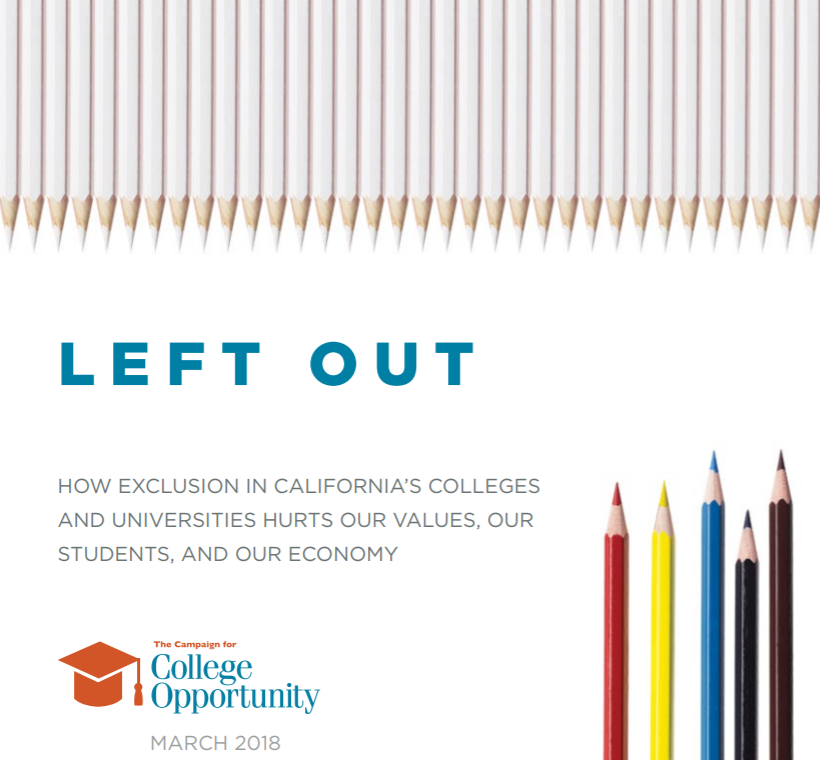 LEFT OUT
HOW EXCLUSION IN CALIFORNIA'S COLLEGES
AND UNIVERSITIES HURTS OUR VALUES, OUR
STUDENTS, AND OUR ECONOMY
The Campaign for
College
Opportunity
MARCH 2018